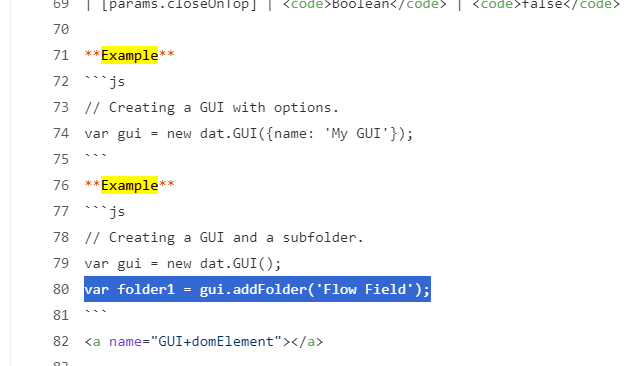 69 | [params.closeOnTop] | <code>Boolean</code> | <code>false</code>
70
71 **Example**
72 ```js
73 // Creating a GUI with options.
74 var gui = new dat.GUI({name: 'My GUI'});
75 ```
76 **Example**
77 ```js
78 // Creating a GUI and a subfolder.
79 var gui = new dat.GUI();
80 var folder1 = gui.addFolder('Flow Field');
81 ```
82 <a name="GUI+domElement"></a>
83